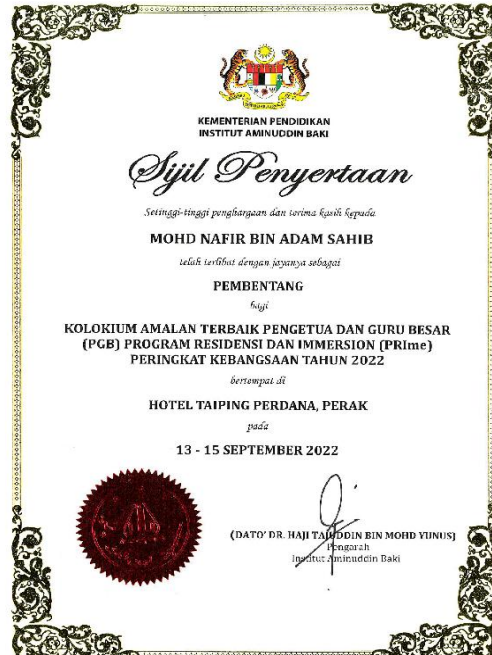 KEMENTERIAN PENDIDIKAN
INSTITUT AMINUDDIN BAKI
Sijil Penyertaan
Setinggi-tinggi penghargaan dan terima kasih kepada
MOHD NAFIR BIN ADAM SAHIB
telah terlibat dengan jayanya sebagai
PEMBENTANG
bagi
KOLOKIUM AMALAN TERBAIK PENGETUA DAN GURU BESAR
(PGB) PROGRAM RESIDENSI DAN IMMERSION (PRIme)
PERINGKAT KEBANGSAAN TAHUN 2022
bertempat di
HOTEL TAIPING PERDANA, PERAK
pada
13 - 15 SEPTEMBER 2022
(DATO' DR. HAJI TAJUDDIN BIN MOHD YUNUS)
Pengarah
Institut Aminuddin Baki